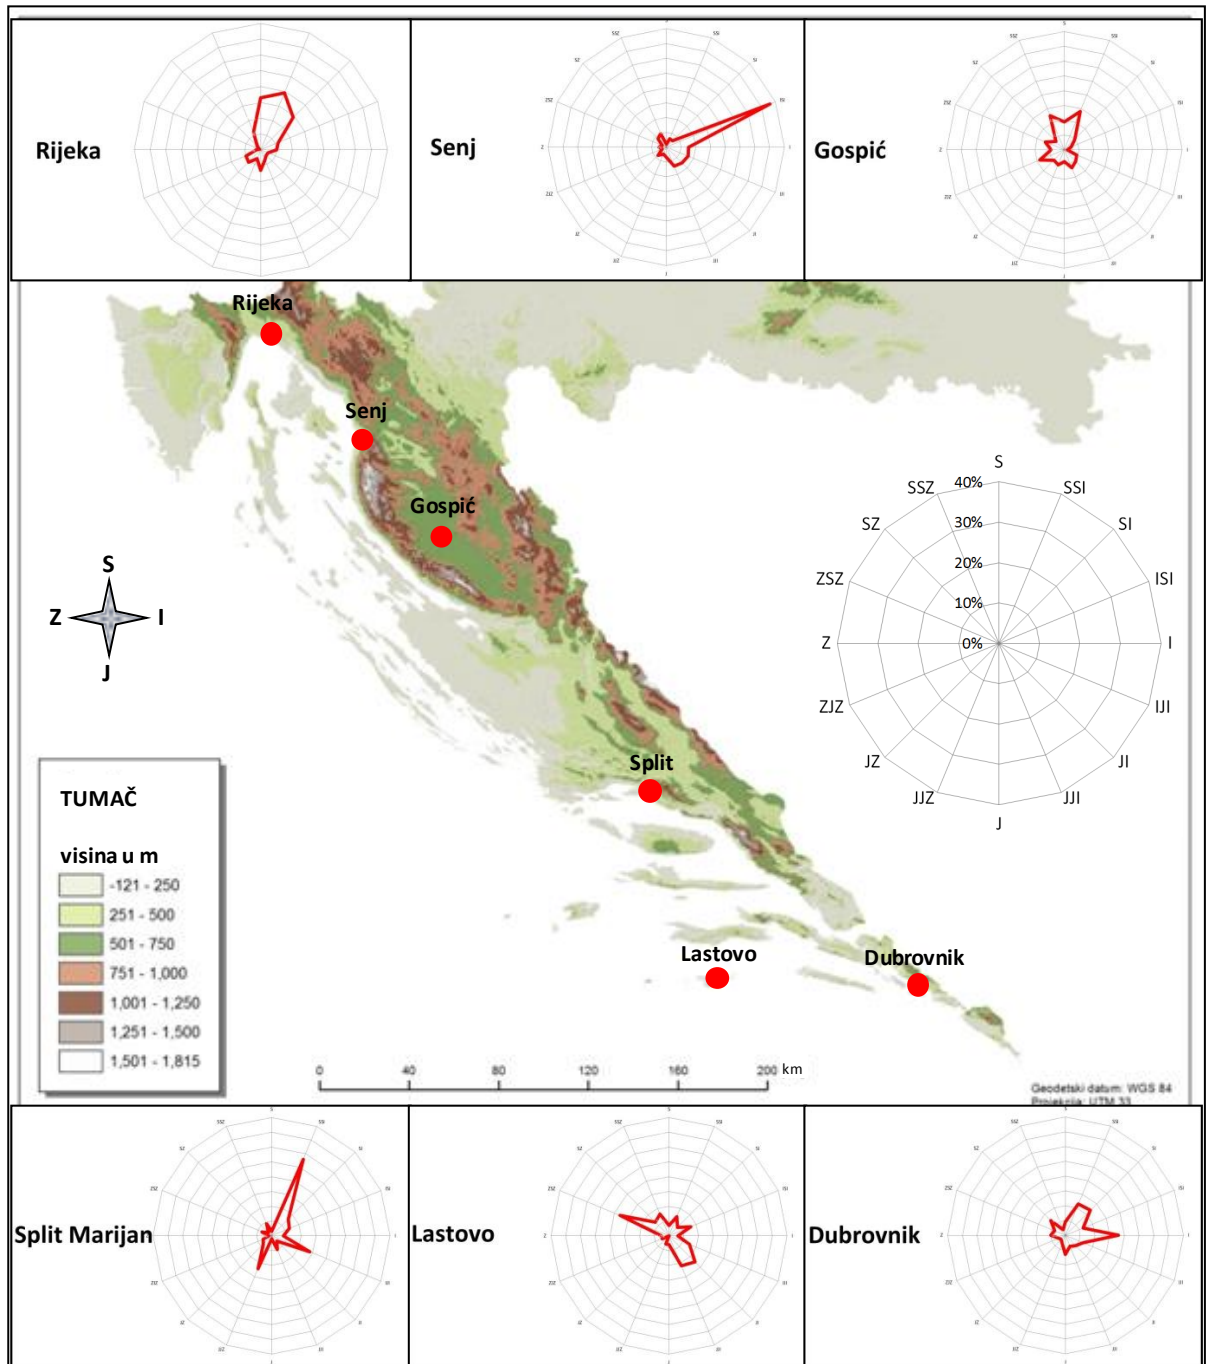 Rijeka
Senj
Gospić
Rijeka
Senj
Gospić
S
Z
I
J
S
40%
30%
20%
10%
0%
SSI
SI
ISI
I
IJI
JI
JJI
J
JJZ
JZ
ZJZ
Z
ZSZ
SZ
SSZ
TUMAČ
visina u m
-121 - 250
251 - 500
501 - 750
751 - 1,000
1,001 - 1,250
1,251 - 1,500
1,501 - 1,815
Split
Lastovo
Dubrovnik
0 40 80 120 160 200 km
Geodetski datum: WGS 84
Projekcija: UTM 33
Split Marijan
Lastovo
Dubrovnik